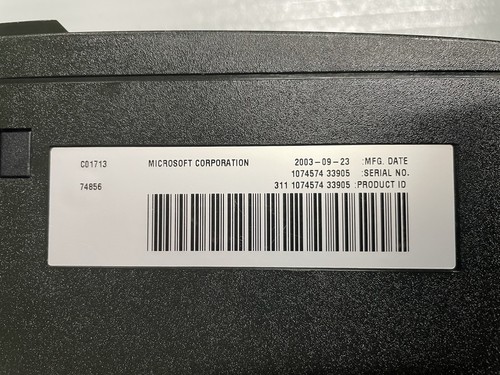 C01713 MICROSOFT CORPORATION 2003-09-23 :MFG. DATE
1074574 33905 :SERIAL NO.
74856 311 1074574 33905 :PRODUCT ID